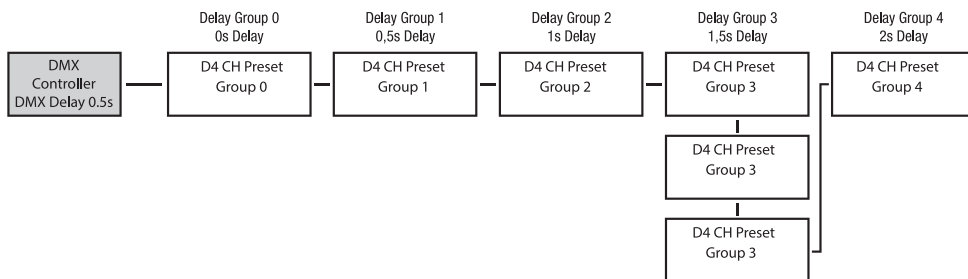 Delay Group 0
0s Delay
Delay Group 1
0,5s Delay
Delay Group 2
1s Delay
Delay Group 3
1,5s Delay
Delay Group 4
2s Delay
DMX
Controller
DMX Delay 0.5s
D4 CH Preset
Group 0
D4 CH Preset
Group 1
D4 CH Preset
Group 2
D4 CH Preset
Group 3
D4 CH Preset
Group 4
D4 CH Preset
Group 3
D4 CH Preset
Group 3